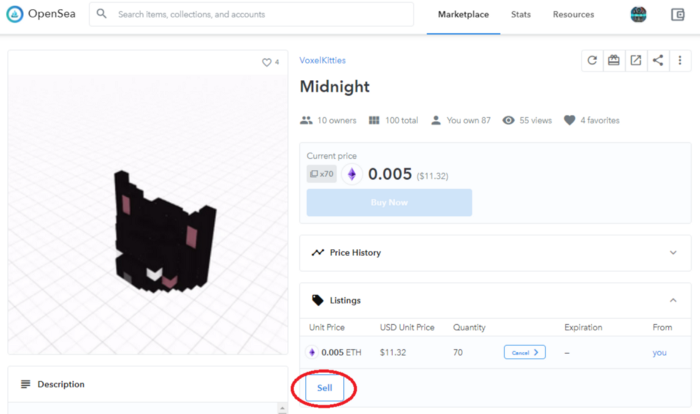 OpenSea
Search items, collections, and accounts
Marketplace
Stats
Resources
4
VoxelKitties
Midnight
10 owners
100 total
You own 87
55 views
4 favorites
Current price
x70
0.005 ($11.32)
Buy Now
Price History
Listings
Unit Price USD Unit Price Quantity Expiration From
0.005 ETH $11.32 70 Cancel – you
Sell
Description